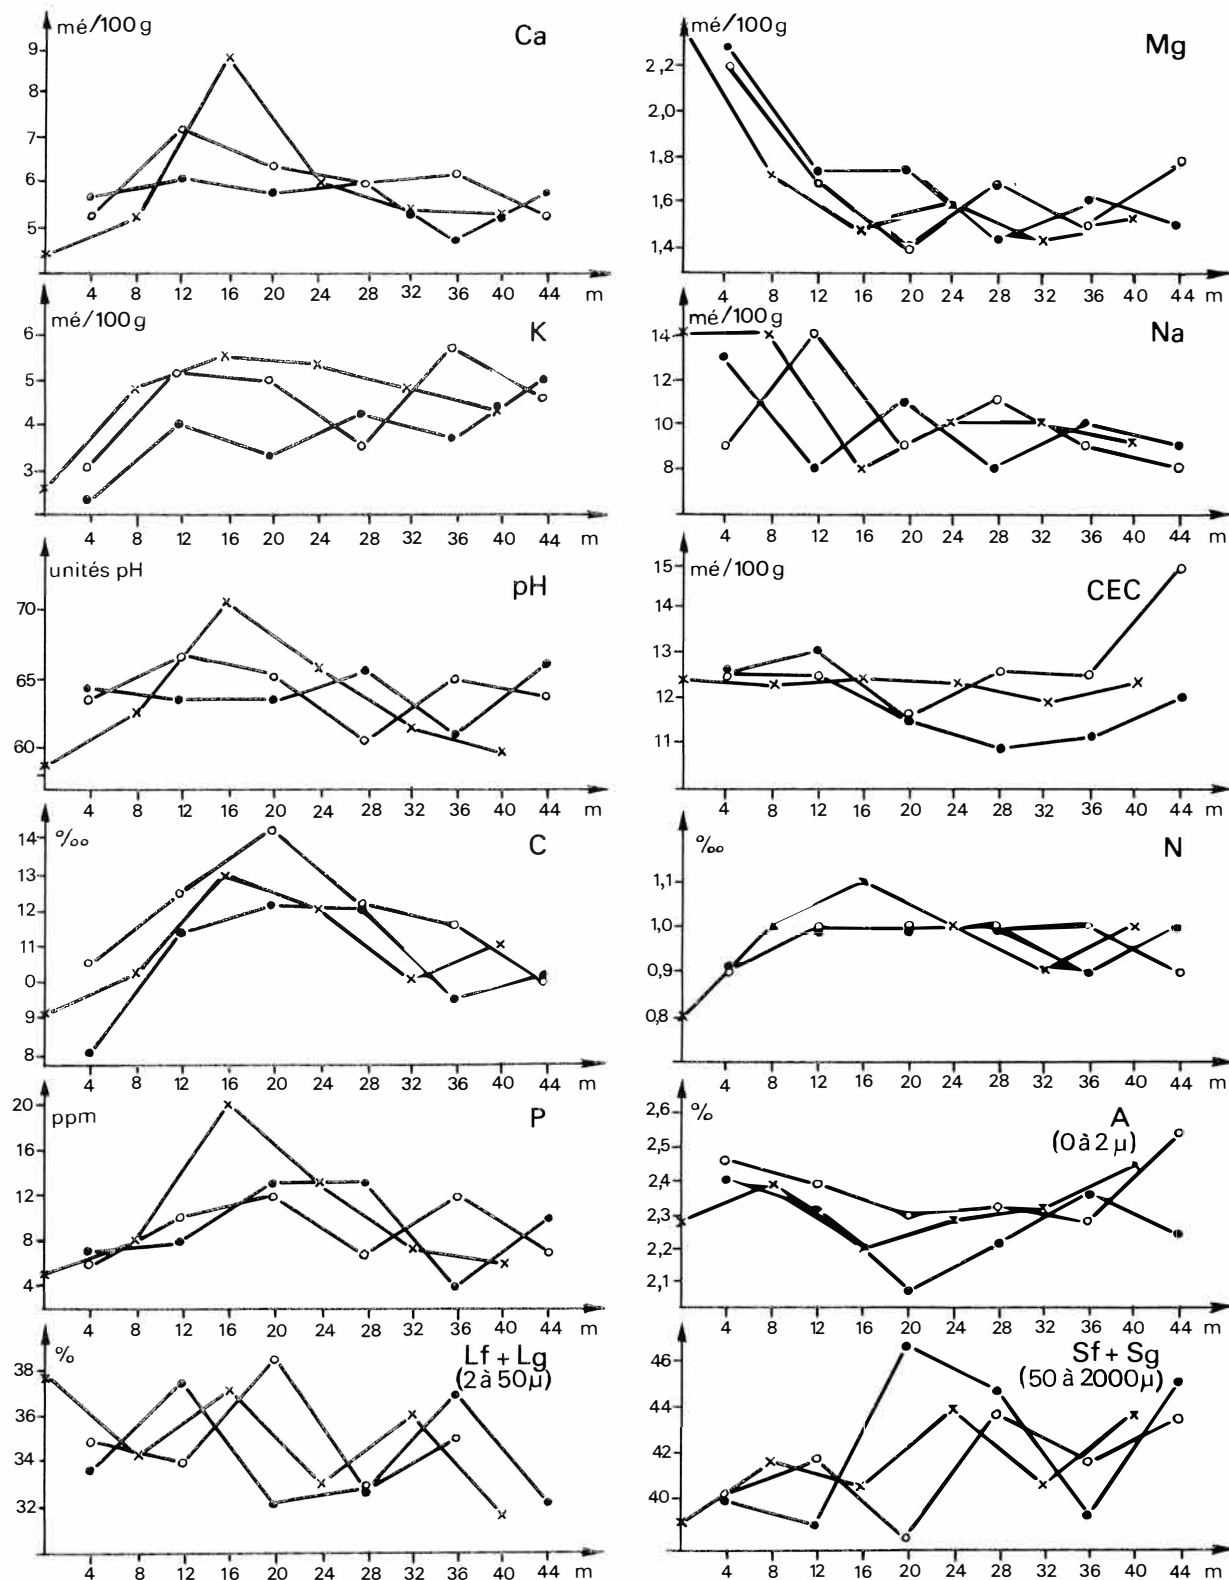 mé/100 g
Ca
9
8
7
6
5
4 8 12 16 20 24 28 32 36 40 44 m
mé/100 g
Mg
2,2
2,0
1,8
1,6
1,4
4 8 12 16 20 24 28 32 36 40 44 m
mé/100 g
K
6
5
4
3
4 8 12 16 20 24 28 32 36 40 44 m
mé/100 g
Na
14
12
10
8
4 8 12 16 20 24 28 32 36 40 44 m
unités pH
pH
70
65
60
4 8 12 16 20 24 28 32 36 40 44 m
mé/100 g
CEC
15
14
13
12
11
4 8 12 16 20 24 28 32 36 40 44 m
‰
C
14
13
12
11
0
9
8
4 8 12 16 20 24 28 32 36 40 44 m
‰
N
1,1
1,0
0,9
0,8
4 8 12 16 20 24 28 32 36 40 44 m
ppm
P
20
16
12
8
4
4 8 12 16 20 24 28 32 36 40 44 m
%
A
(0 à 2 µ)
2,6
2,5
2,4
2,3
2,2
2,1
4 8 12 16 20 24 28 32 36 40 44 m
%
Lf + Lg
(2 à 50µ)
38
36
34
32
4 8 12 16 20 24 28 32 36 40 44 m
Sf + Sg
(50 à 2000µ)
46
44
42
40
4 8 12 16 20 24 28 32 36 40 44 m